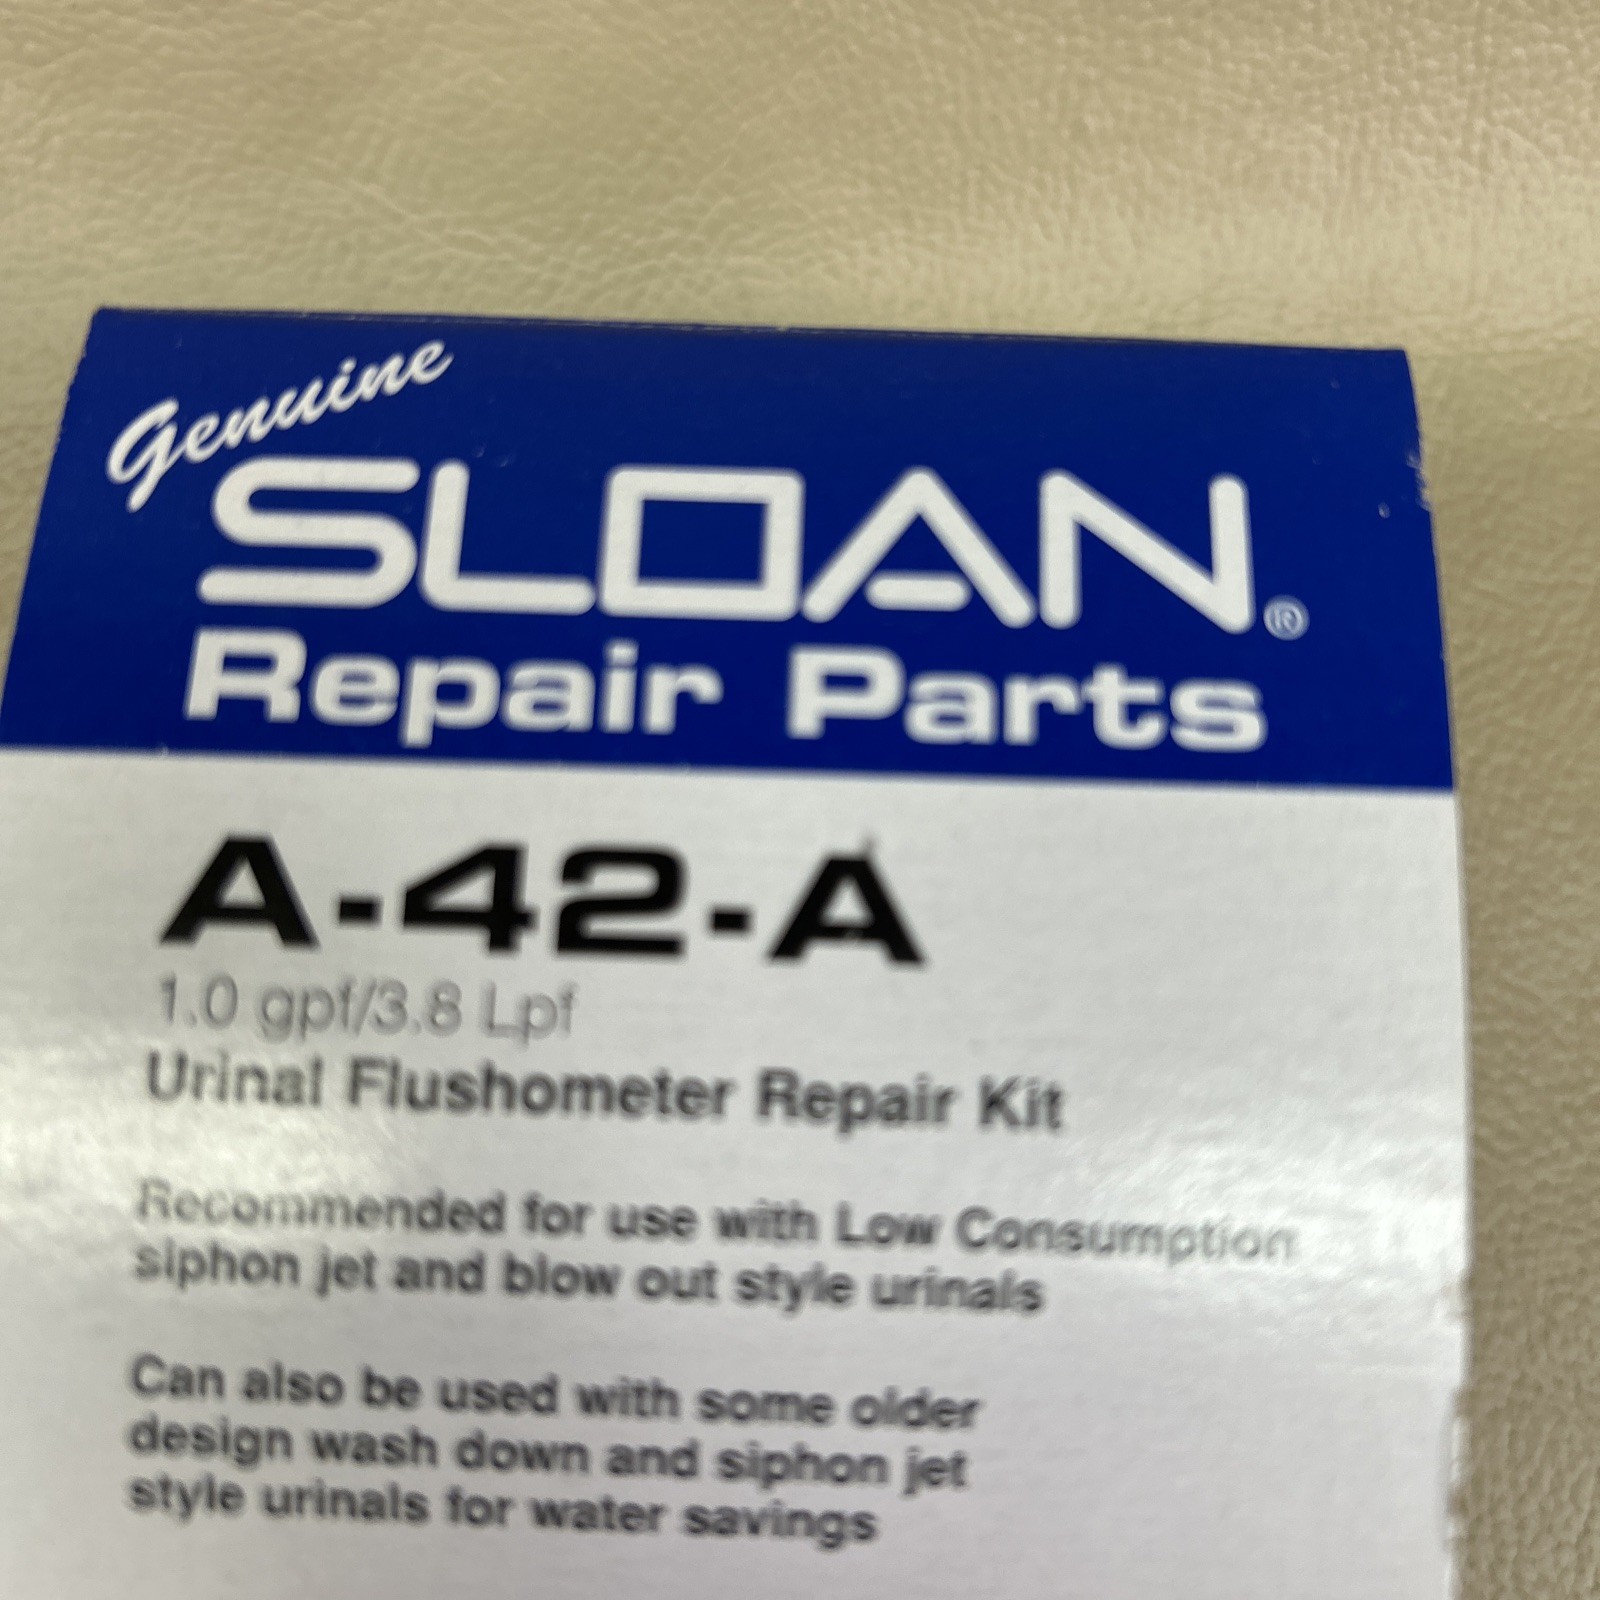 Genuine
SLOAN®
Repair Parts
A-42-A
1.0 gpf/3.8 Lpf
Urinal Flushometer Repair Kit
Recommended for use with Low Consumption
siphon jet and blow out style urinals
Can also be used with some older
design wash down and siphon jet
style urinals for water savings